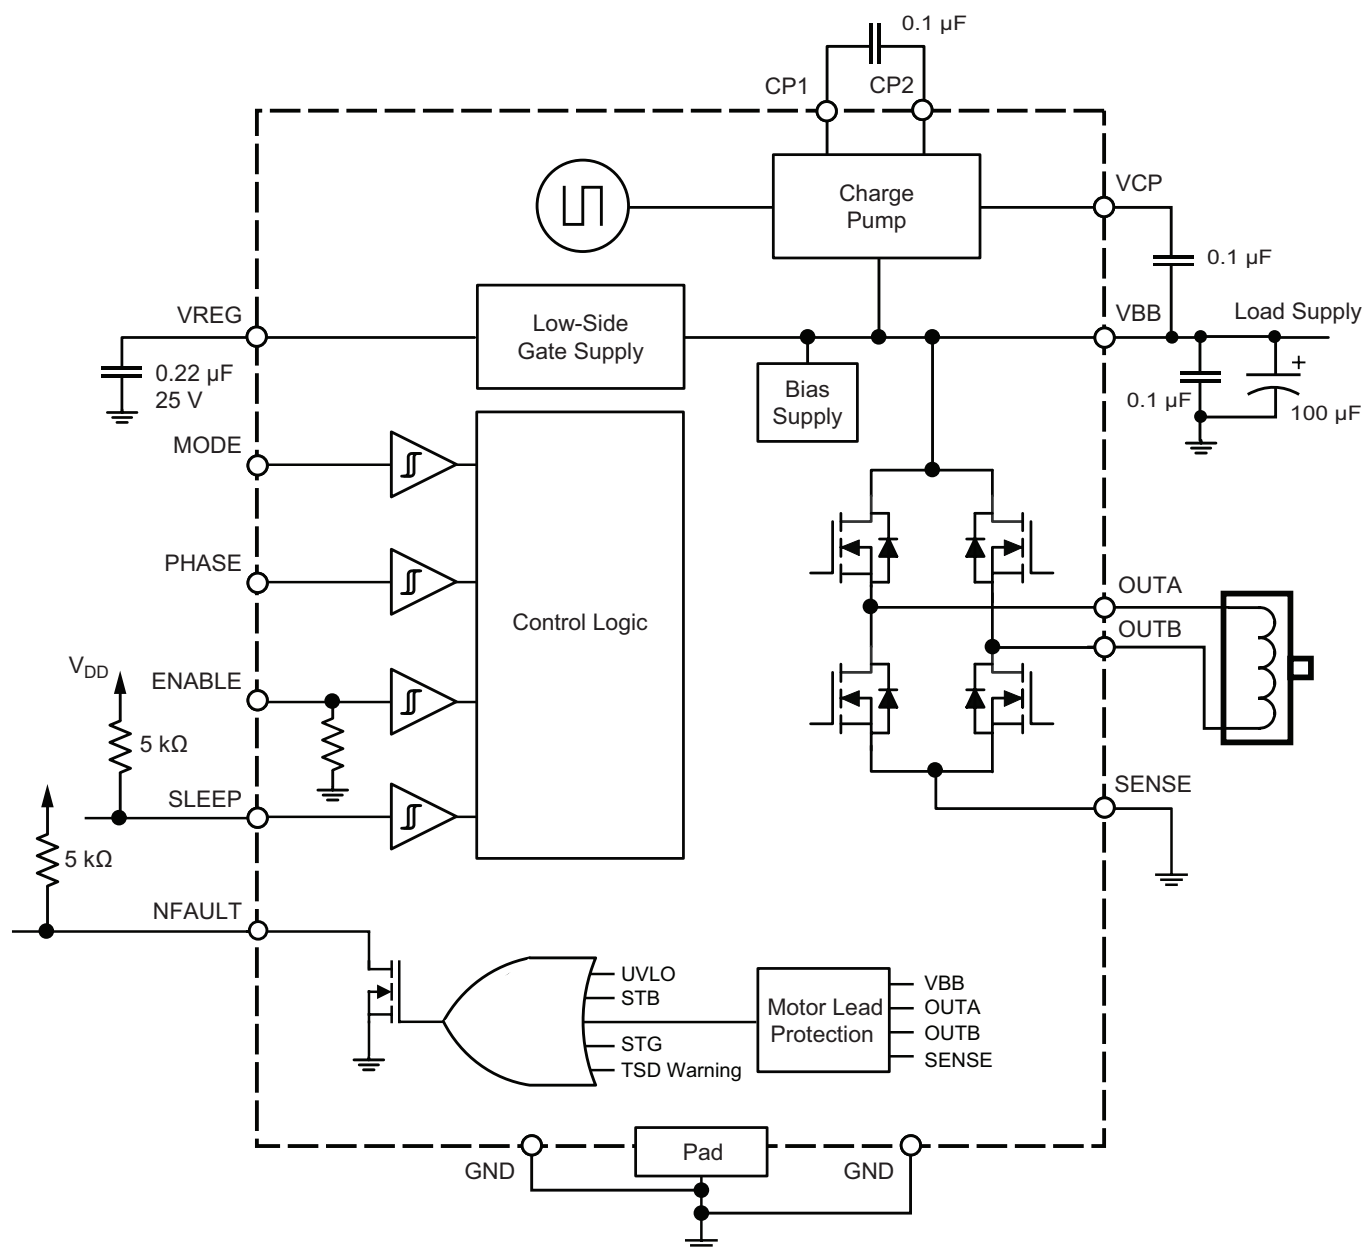 0.1 µF
CP1
CP2
Charge
Pump
VCP
0.1 µF
VREG
Low-Side
Gate Supply
VBB
Load Supply
0.22 µF
25 V
Bias
Supply
0.1 µF
+
100 µF
MODE
PHASE
Control Logic
OUTA
OUTB
VDD
ENABLE
5 kΩ
SLEEP
SENSE
5 kΩ
NFAULT
UVLO
STB
STG
TSD Warning
Motor Lead
Protection
VBB
OUTA
OUTB
SENSE
GND
Pad
GND